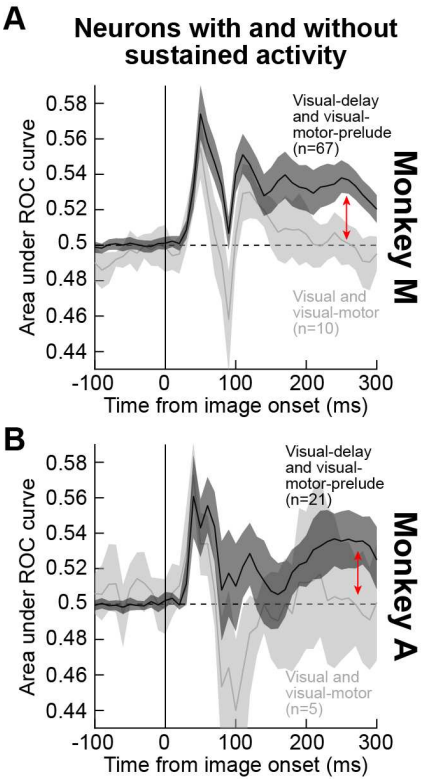 A
Neurons with and without
sustained activity
0.58
0.56
0.54
0.52
0.5
0.48
0.46
0.44
Area under ROC curve
Visual-delay
and visual-
motor-prelude
(n=67)
Visual and
visual-motor
(n=10)
Monkey M
-100
0
100
200
300
Time from image onset (ms)
B
0.58
0.56
0.54
0.52
0.5
0.48
0.46
0.44
Area under ROC curve
Visual-delay
and visual-
motor-prelude
(n=21)
Visual and
visual-motor
(n=5)
Monkey A
-100
0
100
200
300
Time from image onset (ms)